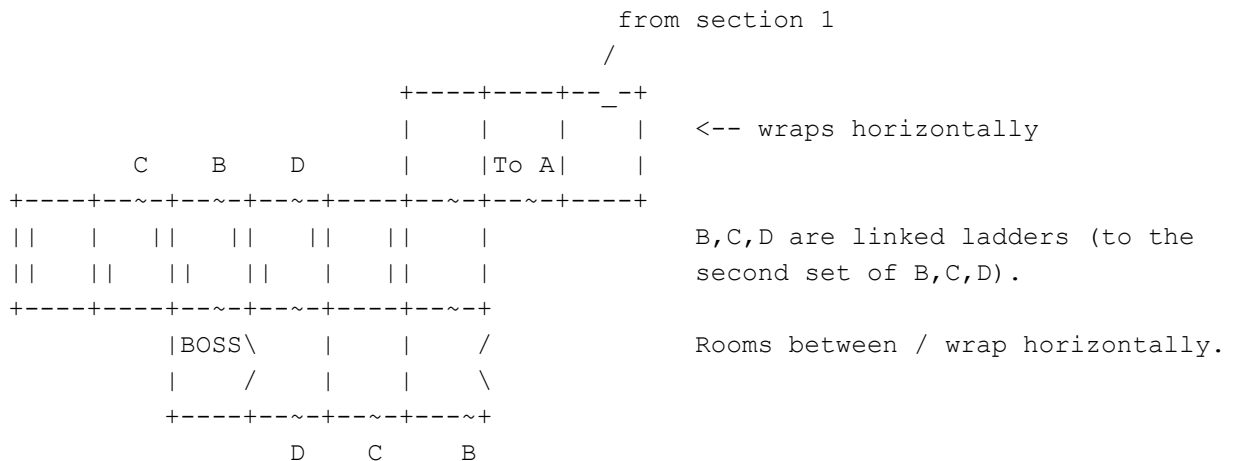 from section 1
                                      /
                         +----+----+--_-+
                         |    |    |    |   <-- wraps horizontally
        C    B    D      |    |To A|    |
+----+--~-+--~-+--~-+----+--~-+--~-+----+
||   |   ||   ||   ||   ||    |             B,C,D are linked ladders (to the
||   ||   ||   ||   |    ||    |             second set of B,C,D).
+----+----+--~-+--~-+----+--~-+
          |BOSS\    |    |    /             Rooms between / wrap horizontally.
          |    /    |    |    \
          +----+--~-+--~-+---~+
                  D    C     B